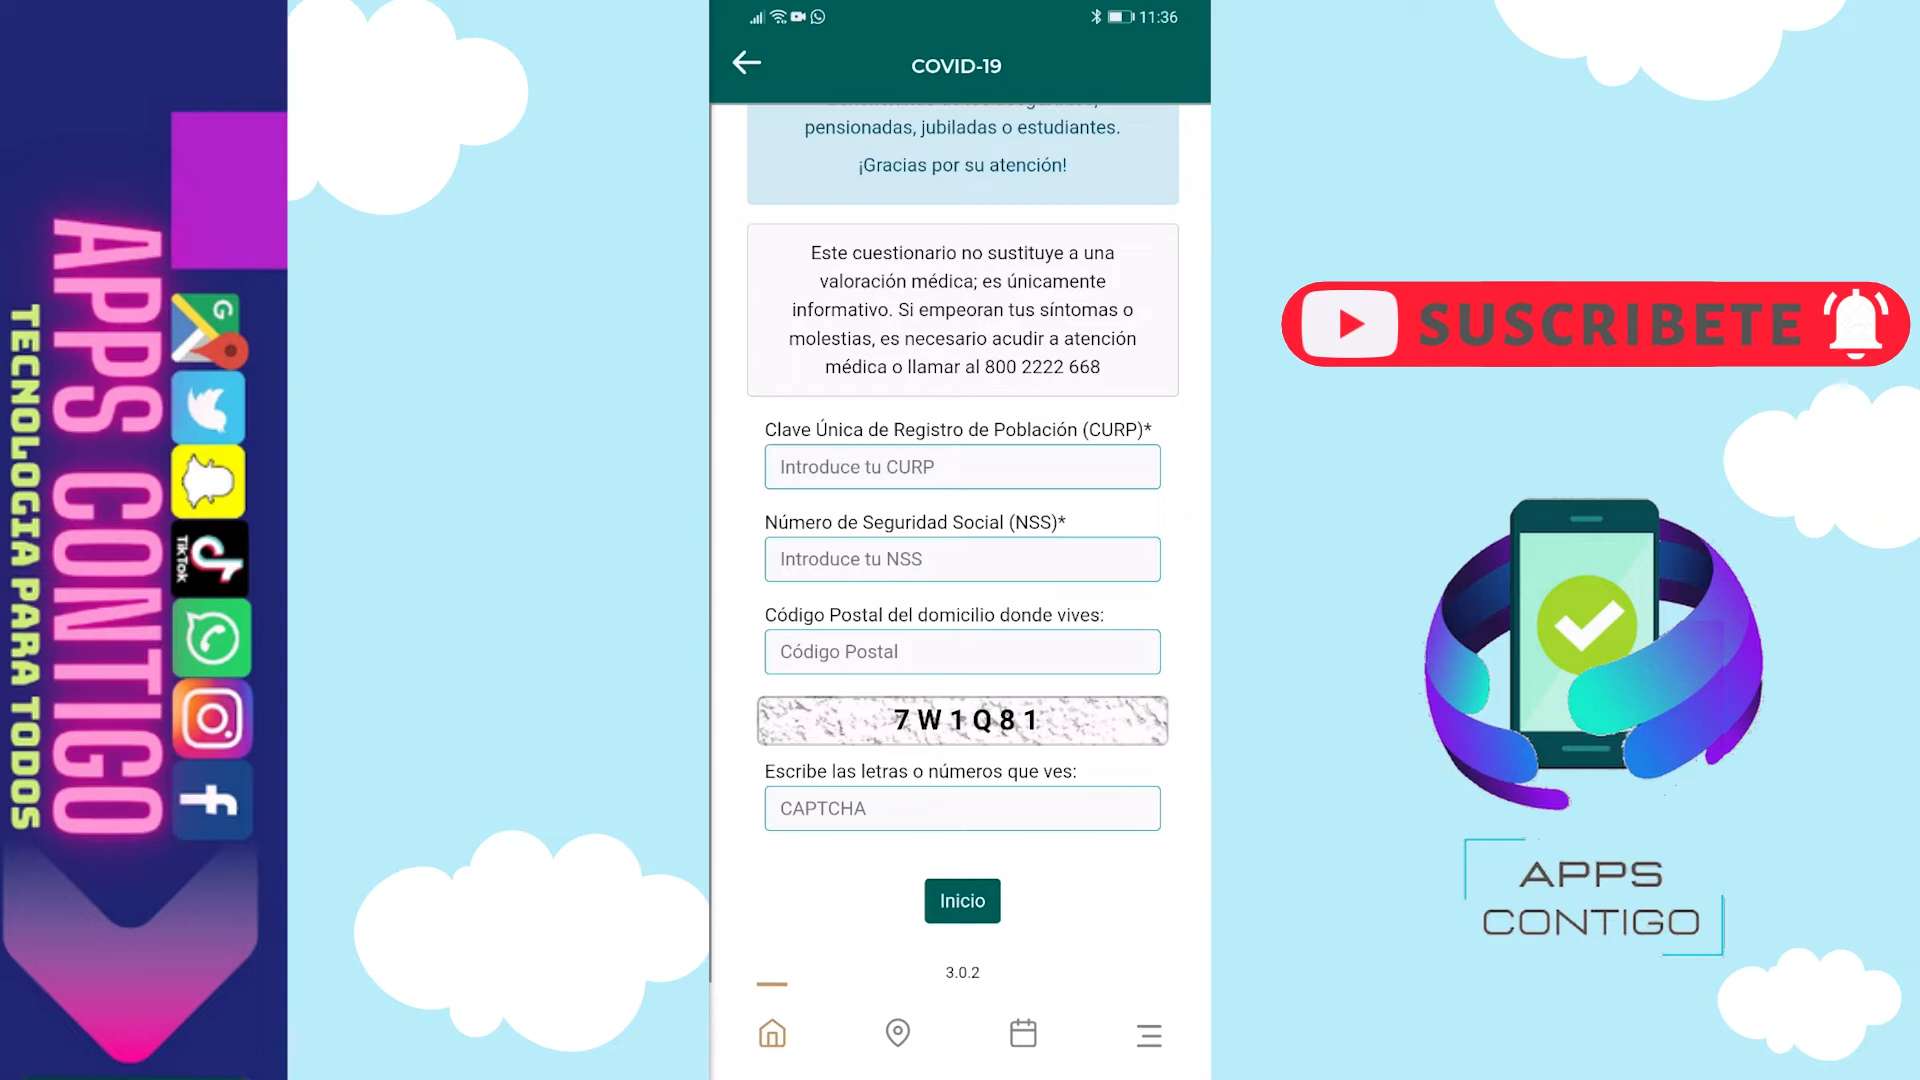 APPS CONTIGO
TECNOLOGIA PARA TODOS
G
TikTok
11:36
COVID-19
pensionadas, jubiladas o estudiantes.
¡Gracias por su atención!
Este cuestionario no sustituye a una
valoración médica; es únicamente
informativo. Si empeoran tus síntomas o
molestias, es necesario acudir a atención
médica o llamar al 800 2222 668
Clave Única de Registro de Población (CURP)*
Introduce tu CURP
Número de Seguridad Social (NSS)*
Introduce tu NSS
Código Postal del domicilio donde vives:
Código Postal
7W1Q81
Escribe las letras o números que ves:
CAPTCHA
Inicio
3.0.2
SUSCRIBETE
APPS
CONTIGO